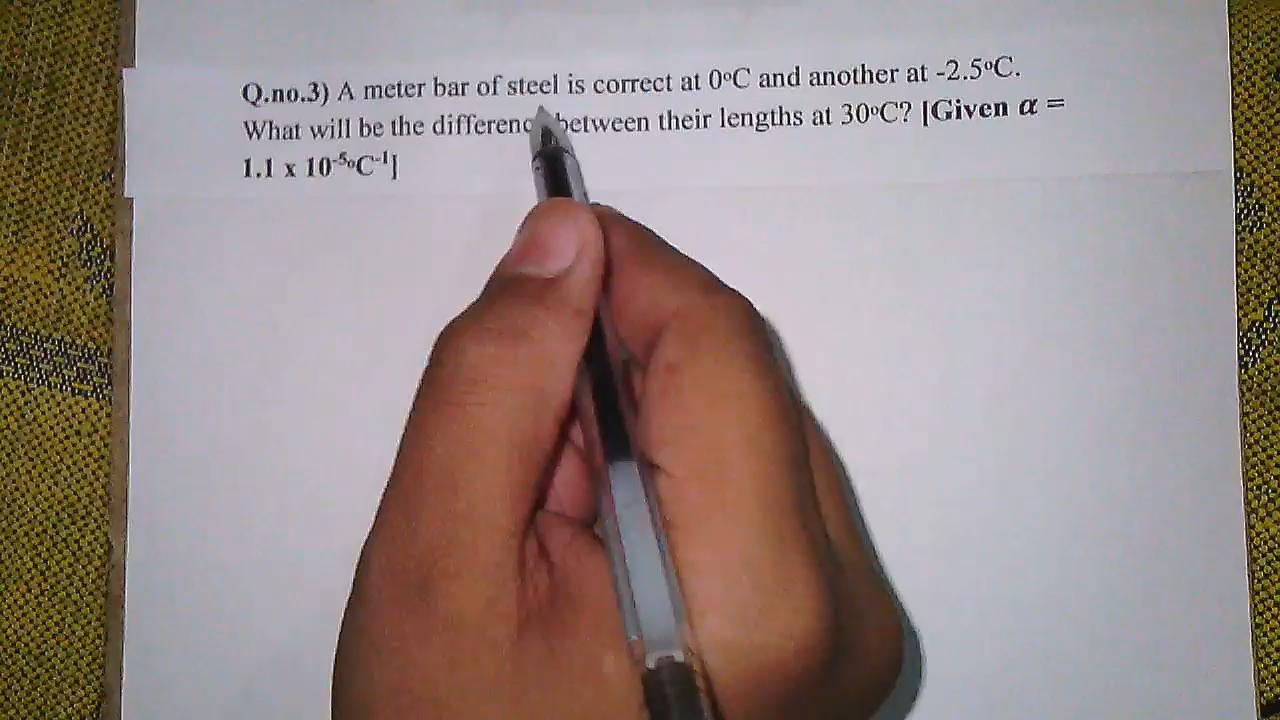 Q.no.3) A meter bar of steel is correct at 0°C and another at -2.5°C.
What will be the differenc between their lengths at 30°C? [Given α =
1.1 x 10⁻⁵°C⁻¹]